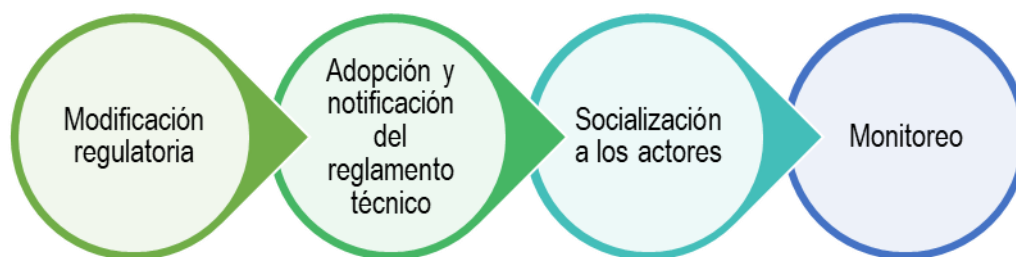 Modificación
regulatoria
Adopción y
notificación
del
reglamento
técnico
Socialización
a los actores
Monitoreo